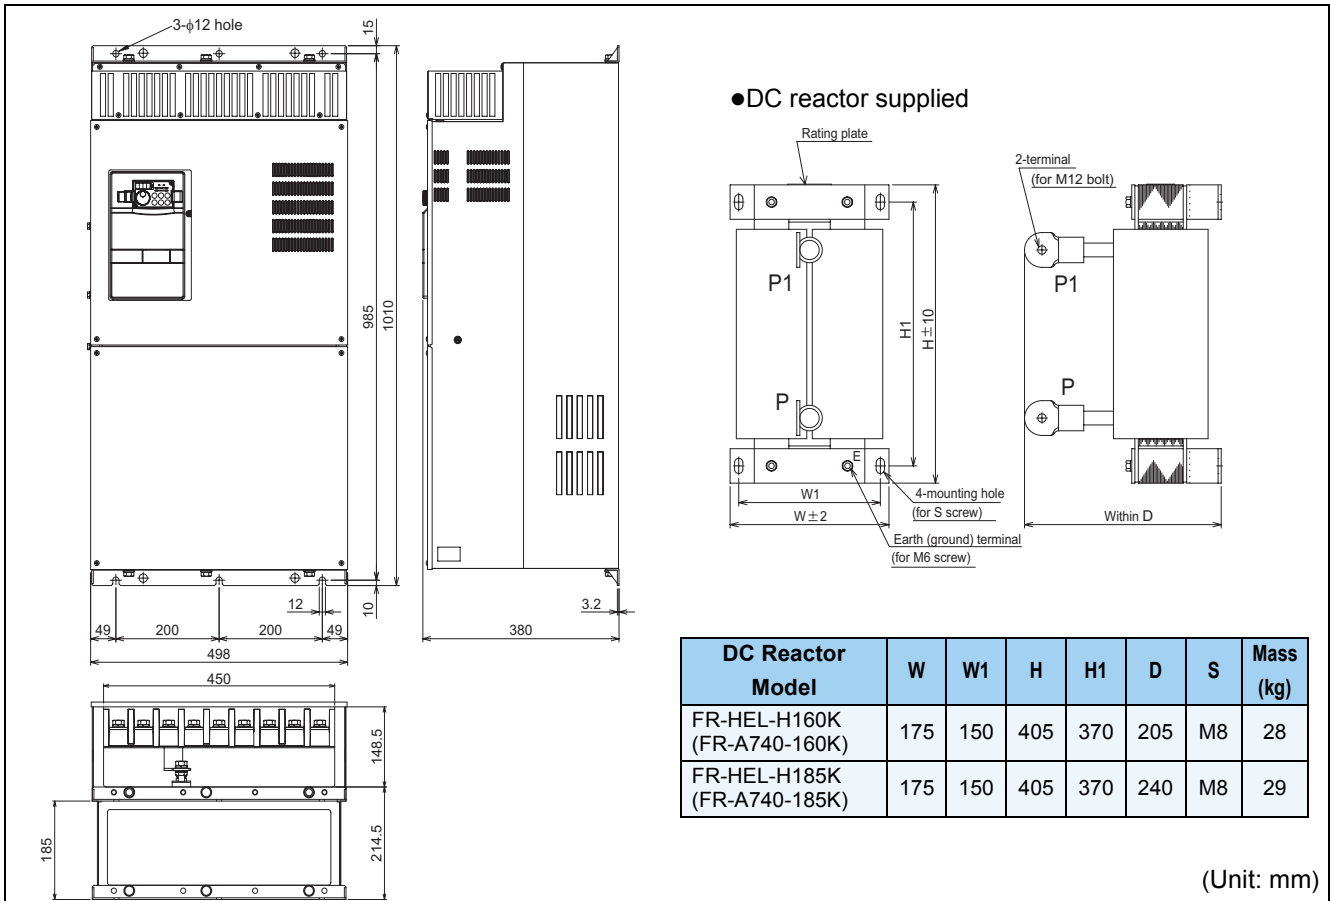 3-ϕ12 hole
15
985
1010
12
10
49
200
200
49
498
3.2
380
450
148.5
185
214.5
●DC reactor supplied
Rating plate
P1
P
H1
H±10
E
W1
W±2
4-mounting hole
(for S screw)
Earth (ground) terminal
(for M6 screw)
2-terminal
(for M12 bolt)
P1
P
Within D
DC Reactor Model W W1 H H1 D S Mass (kg)
FR-HEL-H160K
(FR-A740-160K) 175 150 405 370 205 M8 28
FR-HEL-H185K
(FR-A740-185K) 175 150 405 370 240 M8 29
(Unit: mm)